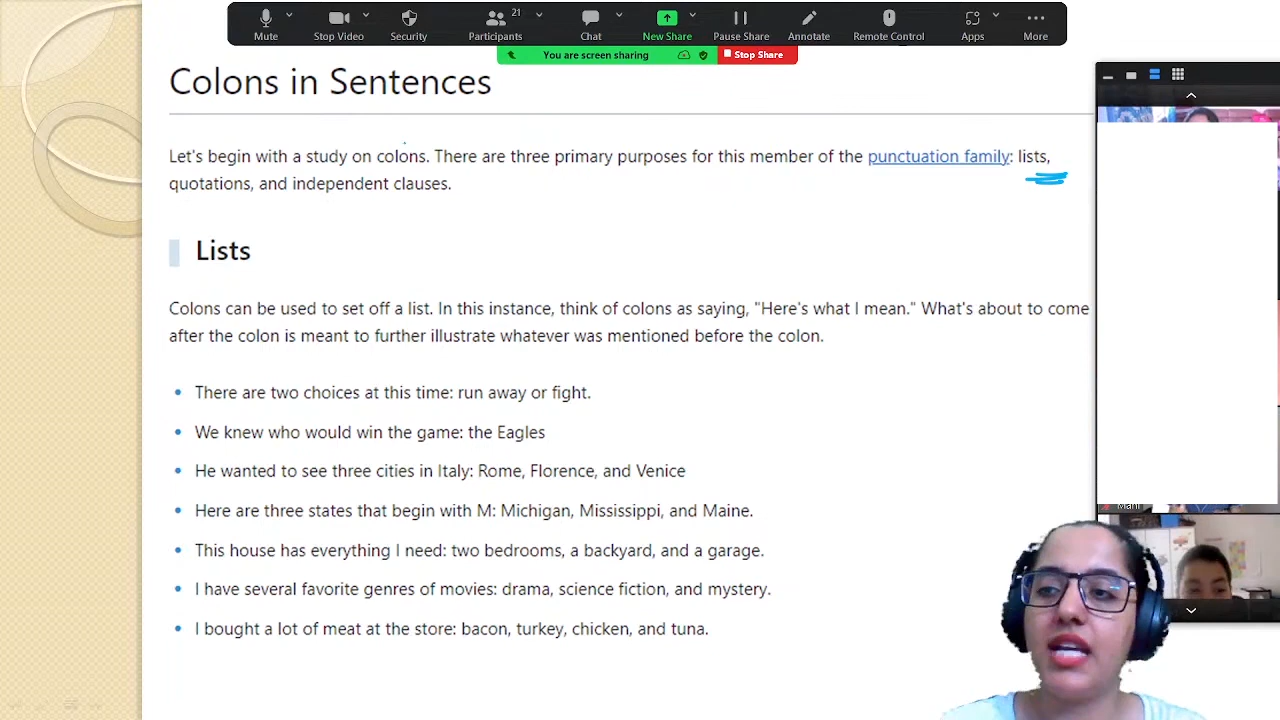 21
Mute
Stop Video
Security
Participants
Chat
New Share
Pause Share
Annotate
Remote Control
Apps
More
You are screen sharing
Stop Share
Colons in Sentences
Let's begin with a study on colons. There are three primary purposes for this member of the punctuation family: lists,
quotations, and independent clauses.
Lists
Colons can be used to set off a list. In this instance, think of colons as saying, "Here's what I mean." What's about to come
after the colon is meant to further illustrate whatever was mentioned before the colon.
• There are two choices at this time: run away or fight.
• We knew who would win the game: the Eagles
• He wanted to see three cities in Italy: Rome, Florence, and Venice
• Here are three states that begin with M: Michigan, Mississippi, and Maine.
• This house has everything I need: two bedrooms, a backyard, and a garage.
• I have several favorite genres of movies: drama, science fiction, and mystery.
• I bought a lot of meat at the store: bacon, turkey, chicken, and tuna.